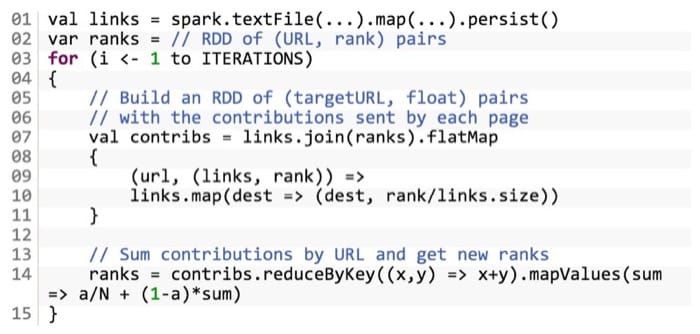 01 val links = spark.textFile(...).map(...).persist()
02 var ranks = // RDD of (URL, rank) pairs
03 for (i <- 1 to ITERATIONS)
04 {
05     // Build an RDD of (targetURL, float) pairs
06     // with the contributions sent by each page
07     val contribs = links.join(ranks).flatMap
08     {
09         (url, (links, rank)) =>
10         links.map(dest => (dest, rank/links.size))
11     }
12
13     // Sum contributions by URL and get new ranks
14     ranks = contribs.reduceByKey((x,y) => x+y).mapValues(sum
=> a/N + (1-a)*sum)
15 }